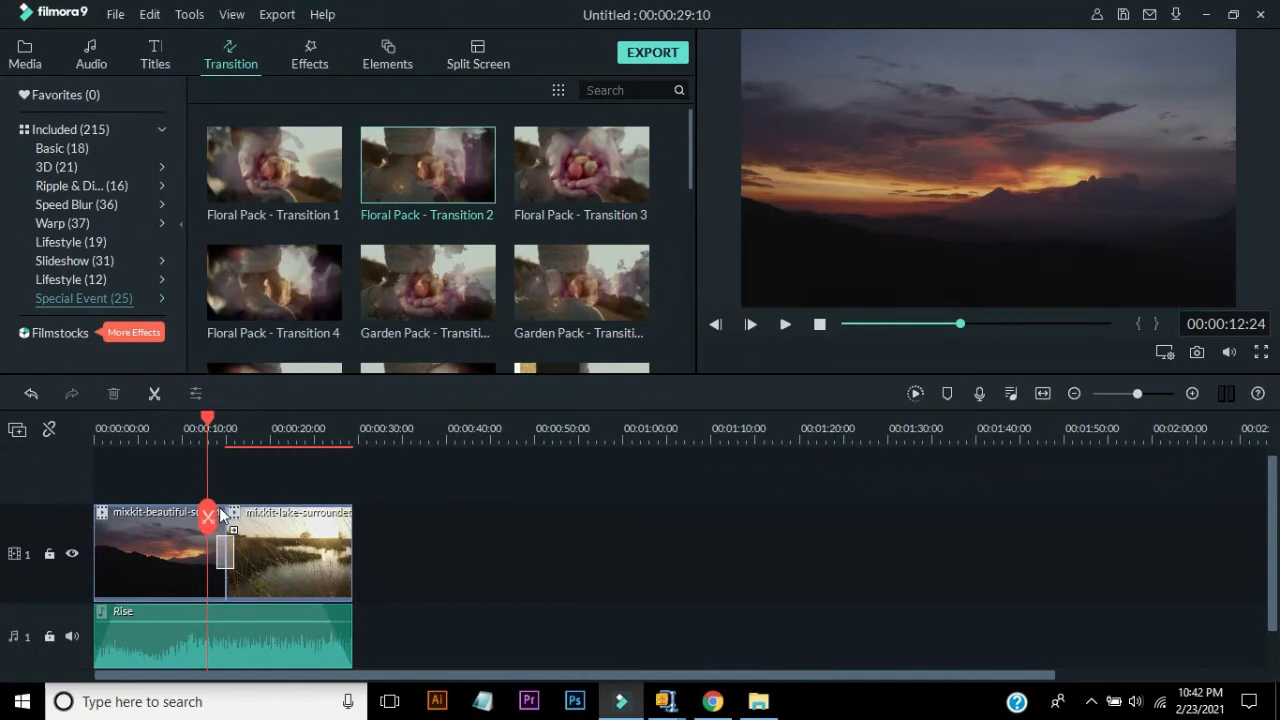 filmora9 File Edit Tools View Export Help Untitled : 00:00:29:10
Media Audio Titles Transition Effects Elements Split Screen EXPORT
Favorites (0)
Search
Included (215)
Basic (18)
3D (21)
Ripple & Di... (16)
Speed Blur (36)
Warp (37)
Lifestyle (19)
Slideshow (31)
Lifestyle (12)
Special Event (25)
Filmstocks More Effects
Floral Pack - Transition 1 Floral Pack - Transition 2 Floral Pack - Transition 3
Floral Pack - Transition 4 Garden Pack - Transiti... Garden Pack - Transiti...
{ } 00:00:12:24
00:00:00:00 00:00:20:00 00:00:30:00 00:00:40:00 00:00:50:00 00:01:00:00 00:01:10:00 00:01:20:00 00:01:30:00 00:01:40:00 00:01:50:00 00:02:00:00 00:02:
mixkit-beautiful-s mixkit-lake-surrounde
1
Rise
1
Type here to search Ai Pr Ps 10:42 PM
2/23/2021